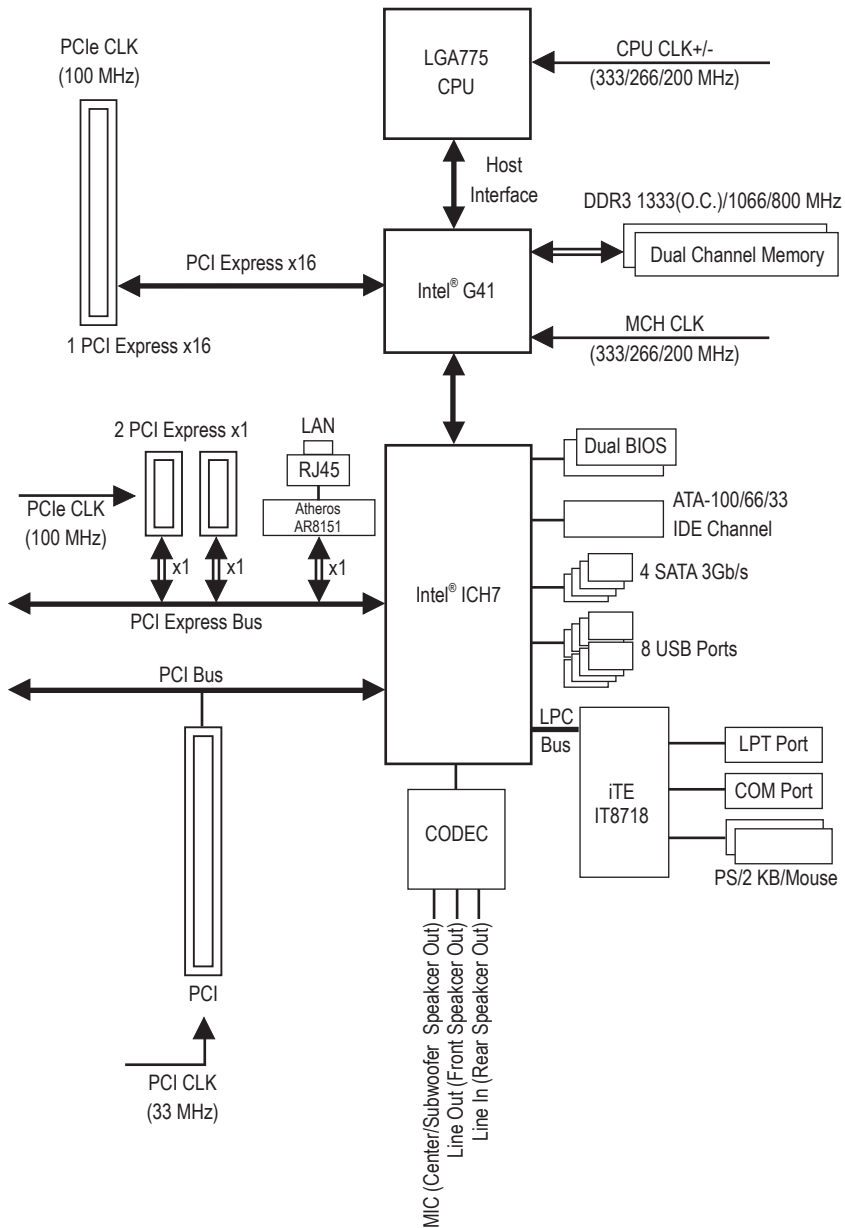 PCIe CLK
(100 MHz)
LGA775
CPU
CPU CLK+/-
(333/266/200 MHz)
Host
Interface
DDR3 1333(O.C.)/1066/800 MHz
Dual Channel Memory
PCI Express x16
Intel® G41
1 PCI Express x16
MCH CLK
(333/266/200 MHz)
2 PCI Express x1
LAN
RJ45
Atheros
AR8151
PCIe CLK
(100 MHz)
x1
x1
x1
PCI Express Bus
Intel® ICH7
Dual BIOS
ATA-100/66/33
IDE Channel
4 SATA 3Gb/s
8 USB Ports
PCI Bus
LPC
Bus
iTE
IT8718
LPT Port
COM Port
PS/2 KB/Mouse
CODEC
PCI
PCI CLK
(33 MHz)
MIC (Center/Subwoofer Speakcer Out)
Line Out (Front Speakcer Out)
Line In (Rear Speakcer Out)